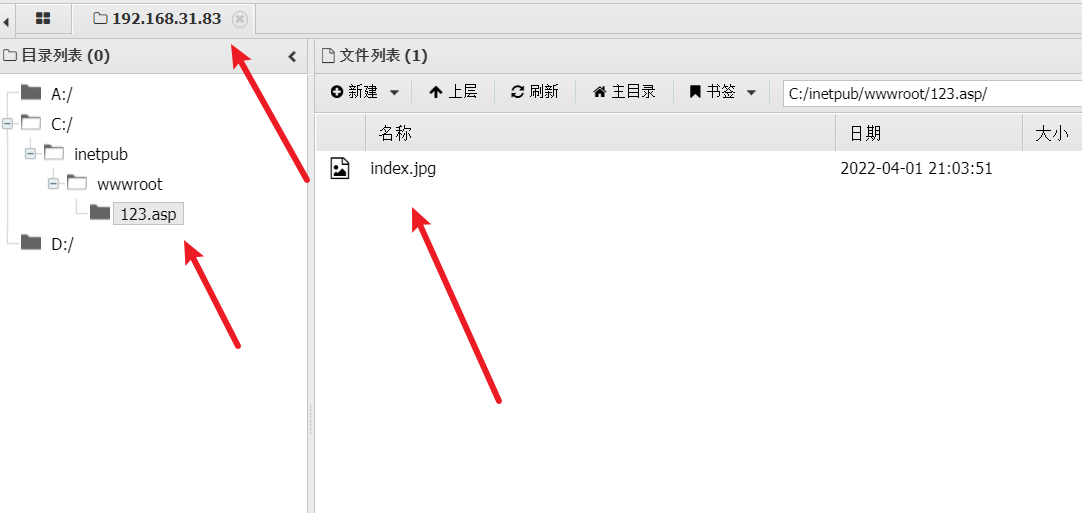 192.168.31.83
目录列表 (0)
文件列表 (1)
新建 上层 刷新 主目录 书签 C:/inetpub/wwwroot/123.asp/
名称 日期 大小
A:/
C:/
inetpub
wwwroot
123.asp
D:/
index.jpg 2022-04-01 21:03:51